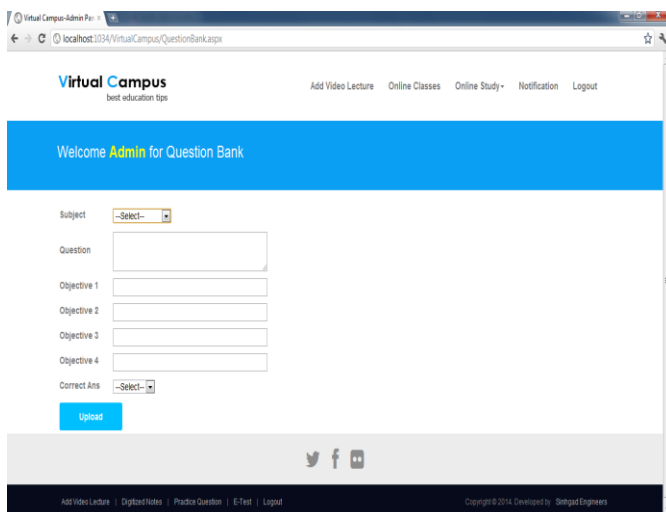 Virtual Campus-Admin Pan
localhost:1034/VirtualCampus/QuestionBank.aspx
Virtual Campus
best education tips
Add Video Lecture Online Classes Online Study Notification Logout
Welcome Admin for Question Bank
Subject --Select--
Question
Objective 1
Objective 2
Objective 3
Objective 4
Correct Ans --Select--
Upload
Add Video Lecture | Digitized Notes | Practice Question | E-Test | Logout Copyright © 2014. Developed by Sinhgad Engineers